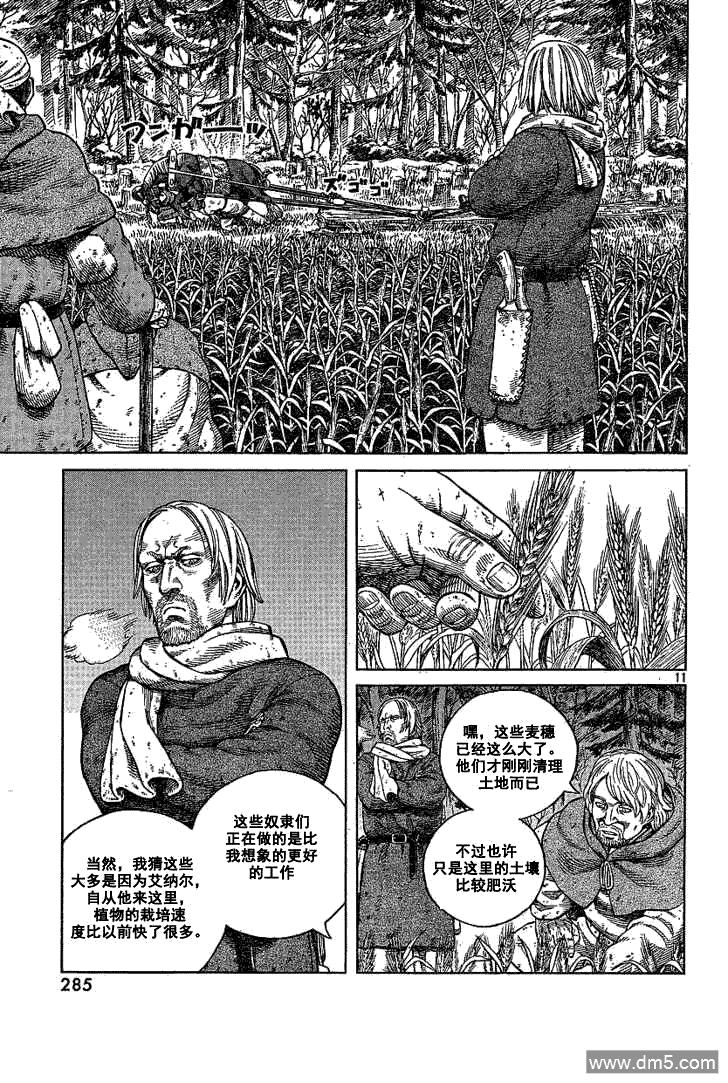 アンガーッ
ズゴゴ
11
嘿，这些麦穗
已经这么大了。
他们才刚刚清理
土地而已
不过也许
只是这里的土壤
比较肥沃
这些奴隶们
正在做的是比
我想象的更好
的工作
当然，我猜这些
大多是因为艾纳尔，
自从他来这里，
植物的栽培速
度比以前快了很多。
285
www.dm5.com